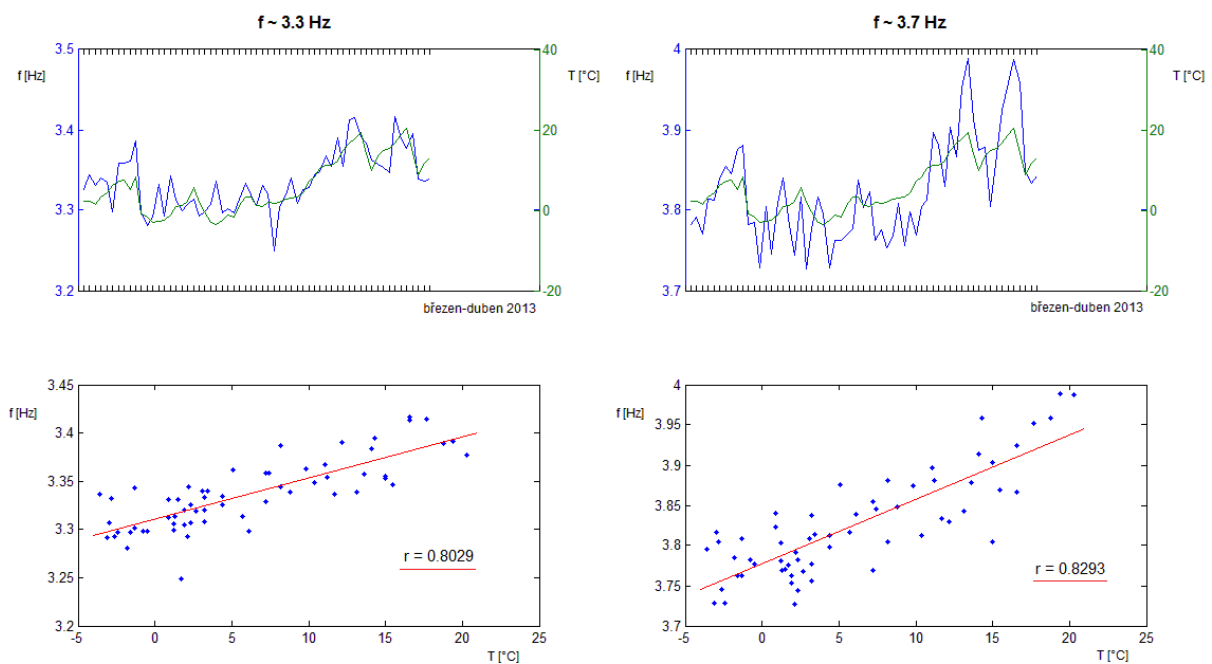 f ~ 3.3 Hz
3.5
f [Hz]
3.4
3.3
3.2
40
T [°C]
20
0
-20
březen-duben 2013
f ~ 3.7 Hz
4
f [Hz]
3.9
3.8
3.7
40
T [°C]
20
0
-20
březen-duben 2013
3.45
f [Hz]
3.4
3.35
3.3
3.25
3.2
r = 0.8029
-5 0 5 10 15 20 25
T [°C]
4
f [Hz]
3.95
3.9
3.85
3.8
3.75
3.7
r = 0.8293
-5 0 5 10 15 20 25
T [°C]